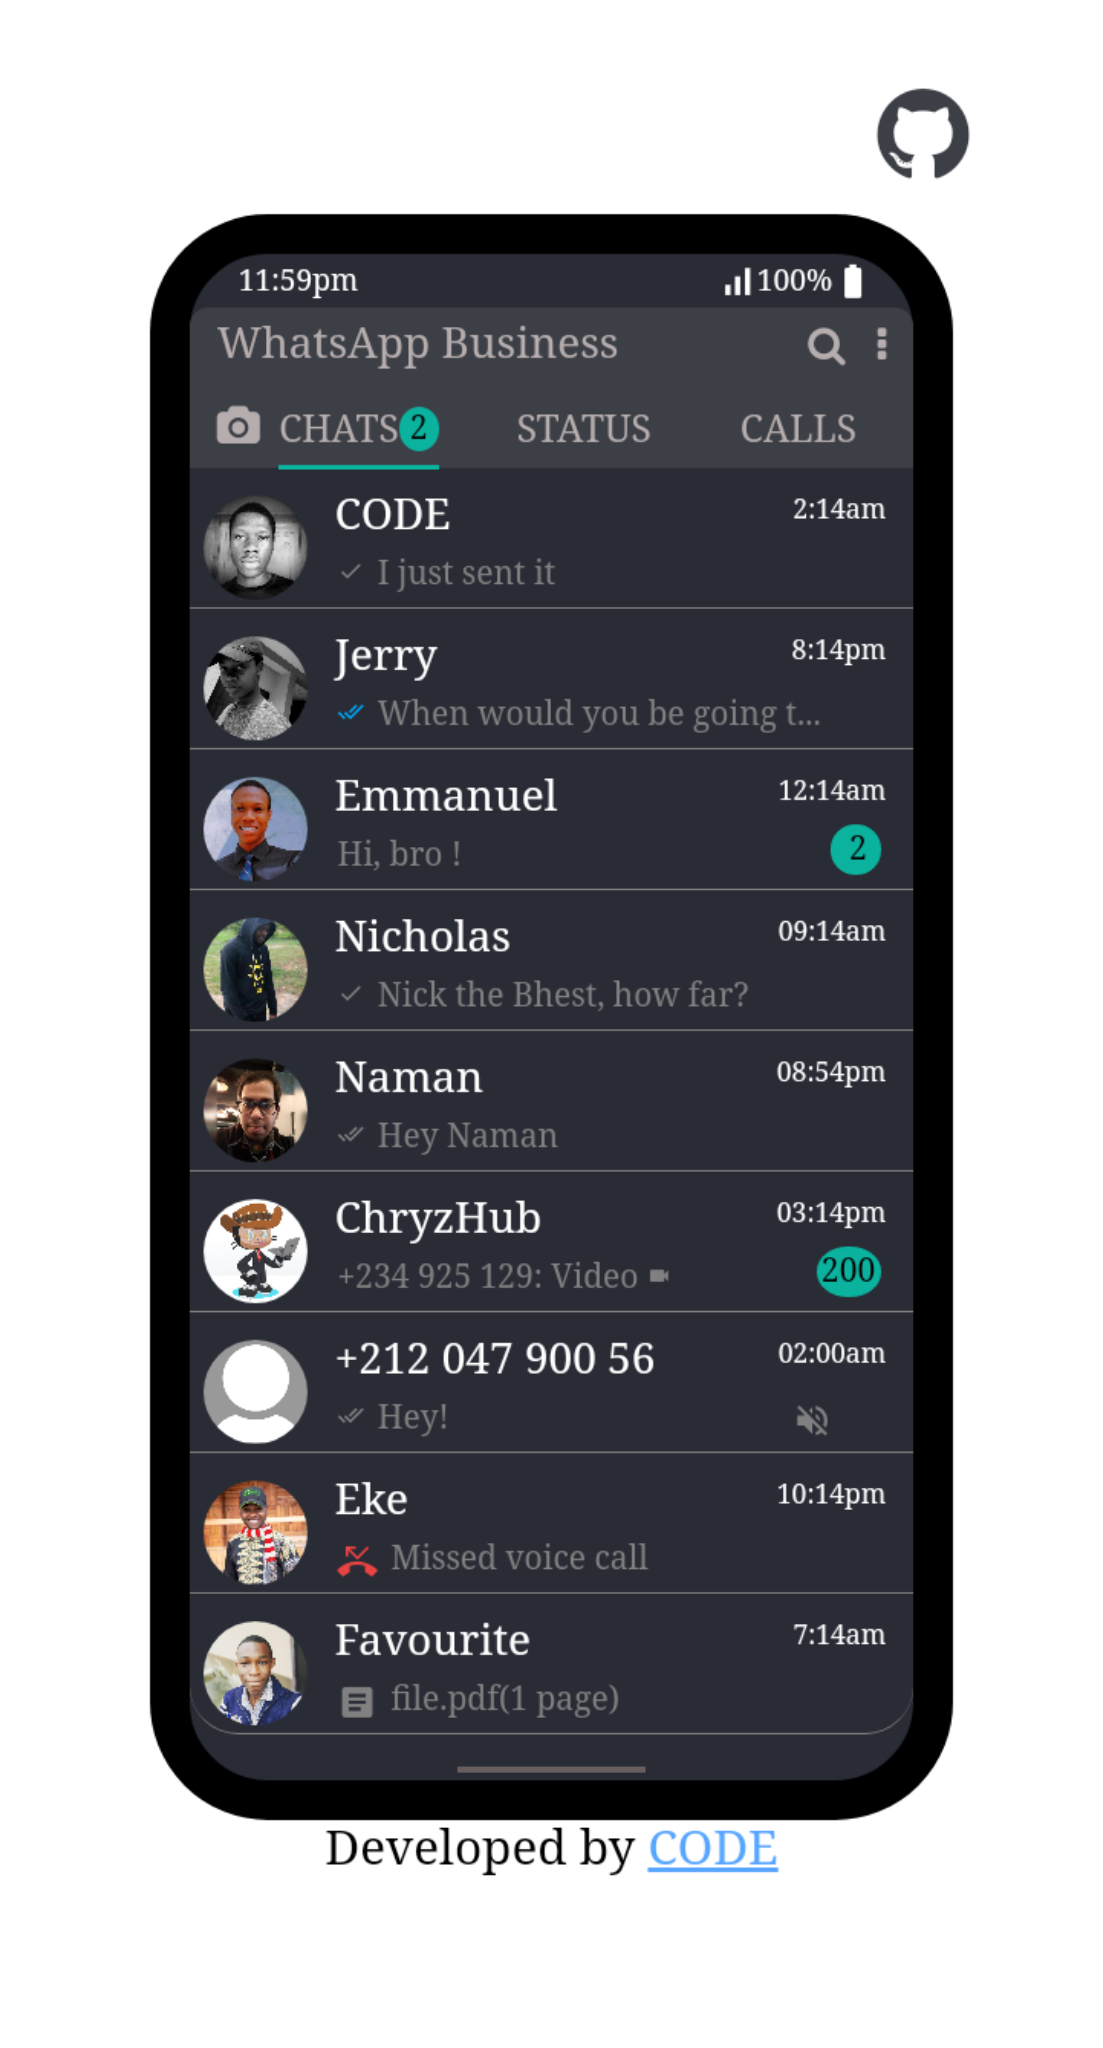 11:59pm 100%
WhatsApp Business
CHATS 2 STATUS CALLS
CODE 2:14am
I just sent it
Jerry 8:14pm
When would you be going t...
Emmanuel 12:14am
Hi, bro ! 2
Nicholas 09:14am
Nick the Bhest, how far?
Naman 08:54pm
Hey Naman
ChryzHub 03:14pm
+234 925 129: Video 200
+212 047 900 56 02:00am
Hey!
Eke 10:14pm
Missed voice call
Favourite 7:14am
file.pdf(1 page)
Developed by CODE